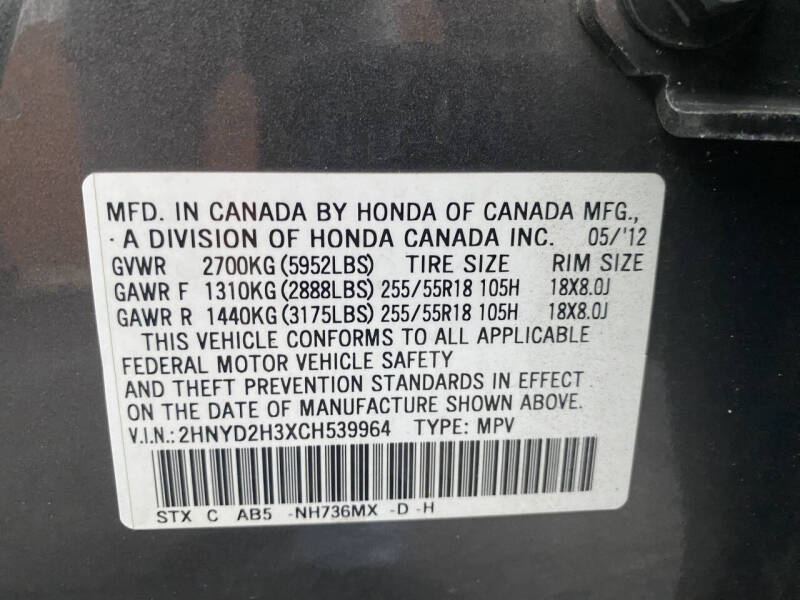 MFD. IN CANADA BY HONDA OF CANADA MFG.,
· A DIVISION OF HONDA CANADA INC. 05/'12
GVWR 2700KG (5952LBS) TIRE SIZE RIM SIZE
GAWR F 1310KG (2888LBS) 255/55R18 105H 18X8.0J
GAWR R 1440KG (3175LBS) 255/55R18 105H 18X8.0J
THIS VEHICLE CONFORMS TO ALL APPLICABLE
FEDERAL MOTOR VEHICLE SAFETY
AND THEFT PREVENTION STANDARDS IN EFFECT
ON THE DATE OF MANUFACTURE SHOWN ABOVE.
V.I.N.: 2HNYD2H3XCH539964 TYPE: MPV
STX C AB5 -NH736MX -D -H